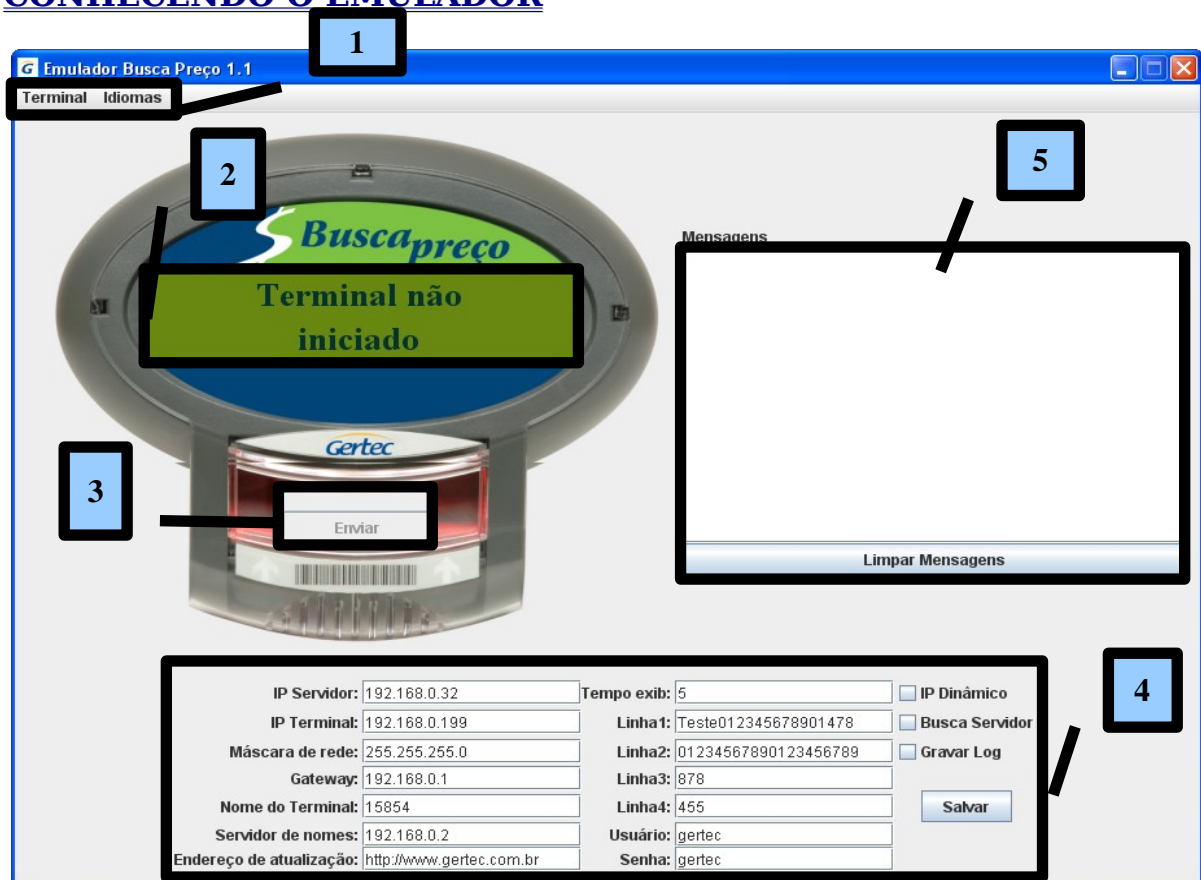 CONHECENDO O EMULADOR
1
G Emulador Busca Preço 1.1
Terminal Idiomas
2
5
Buscapreço
Mensagens
Terminal não
iniciado
Gertec
3
Enviar
Limpar Mensagens
4
IP Servidor: 192.168.0.32 Tempo exib: 5 IP Dinâmico
IP Terminal: 192.168.0.199 Linha1: Teste012345678901478 Busca Servidor
Máscara de rede: 255.255.255.0 Linha2: 01234567890123456789 Gravar Log
Gateway: 192.168.0.1 Linha3: 878
Nome do Terminal: 15854 Linha4: 455 Salvar
Servidor de nomes: 192.168.0.2 Usuário: gertec
Endereço de atualização: http://www.gertec.com.br Senha: gertec